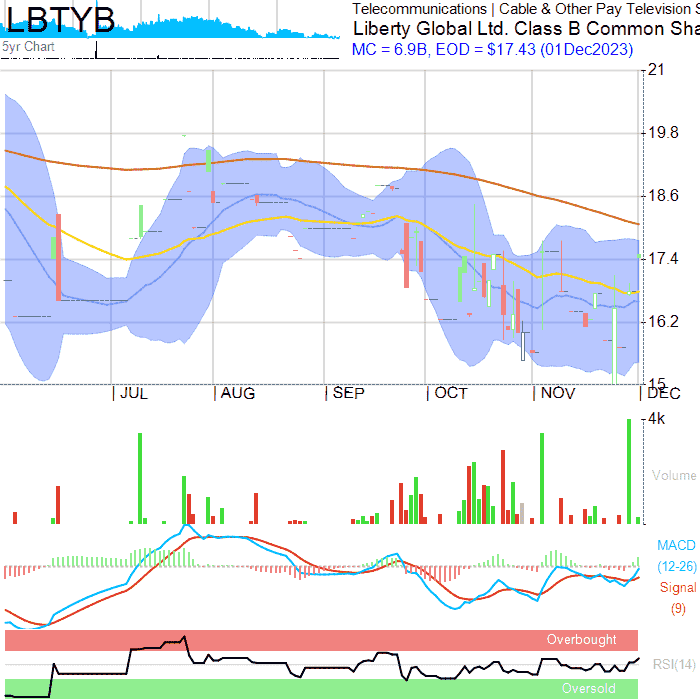 LBTYB
5yr Chart
Telecommunications | Cable & Other Pay Television S
Liberty Global Ltd. Class B Common Sha
MC = 6.9B, EOD = $17.43 (01Dec2023)
21
19.8
18.6
17.4
16.2
15
JUL
AUG
SEP
OCT
NOV
DEC
4k
Volume
MACD
(12-26)
Signal
(9)
Overbought
RSI(14)
Oversold